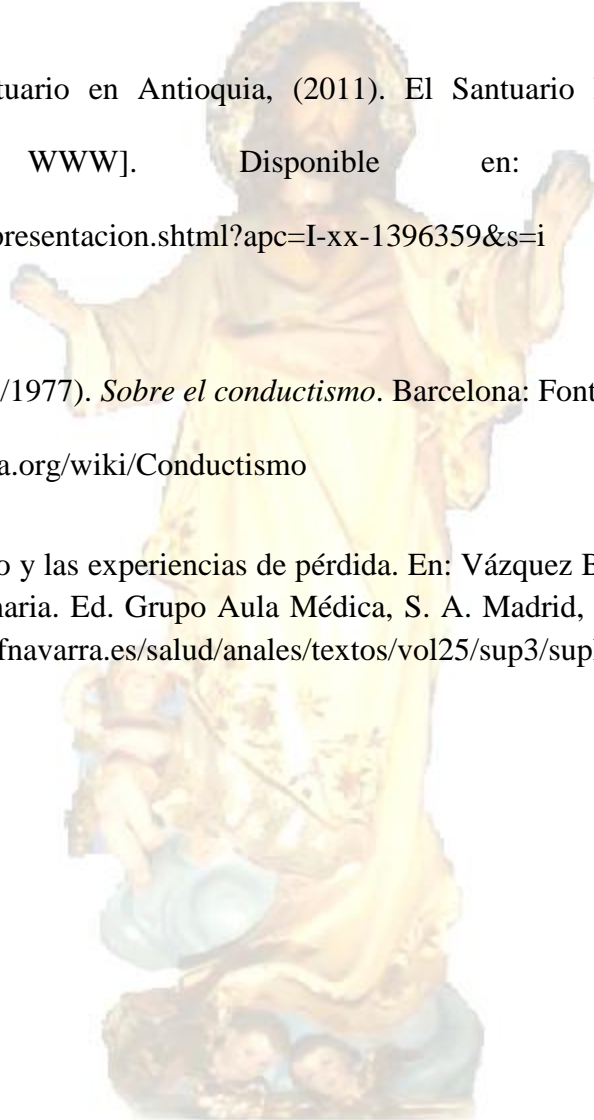 tuario en Antioquia, (2011). El Santuario
WWW]. Disponible en:
presentacion.shtml?apc=I-xx-1396359&s=i
/1977). Sobre el conductismo. Barcelona: Font
a.org/wiki/Conductismo
o y las experiencias de pérdida. En: Vázquez B
naria. Ed. Grupo Aula Médica, S. A. Madrid,
fnavarra.es/salud/anales/textos/vol25/sup3/sup